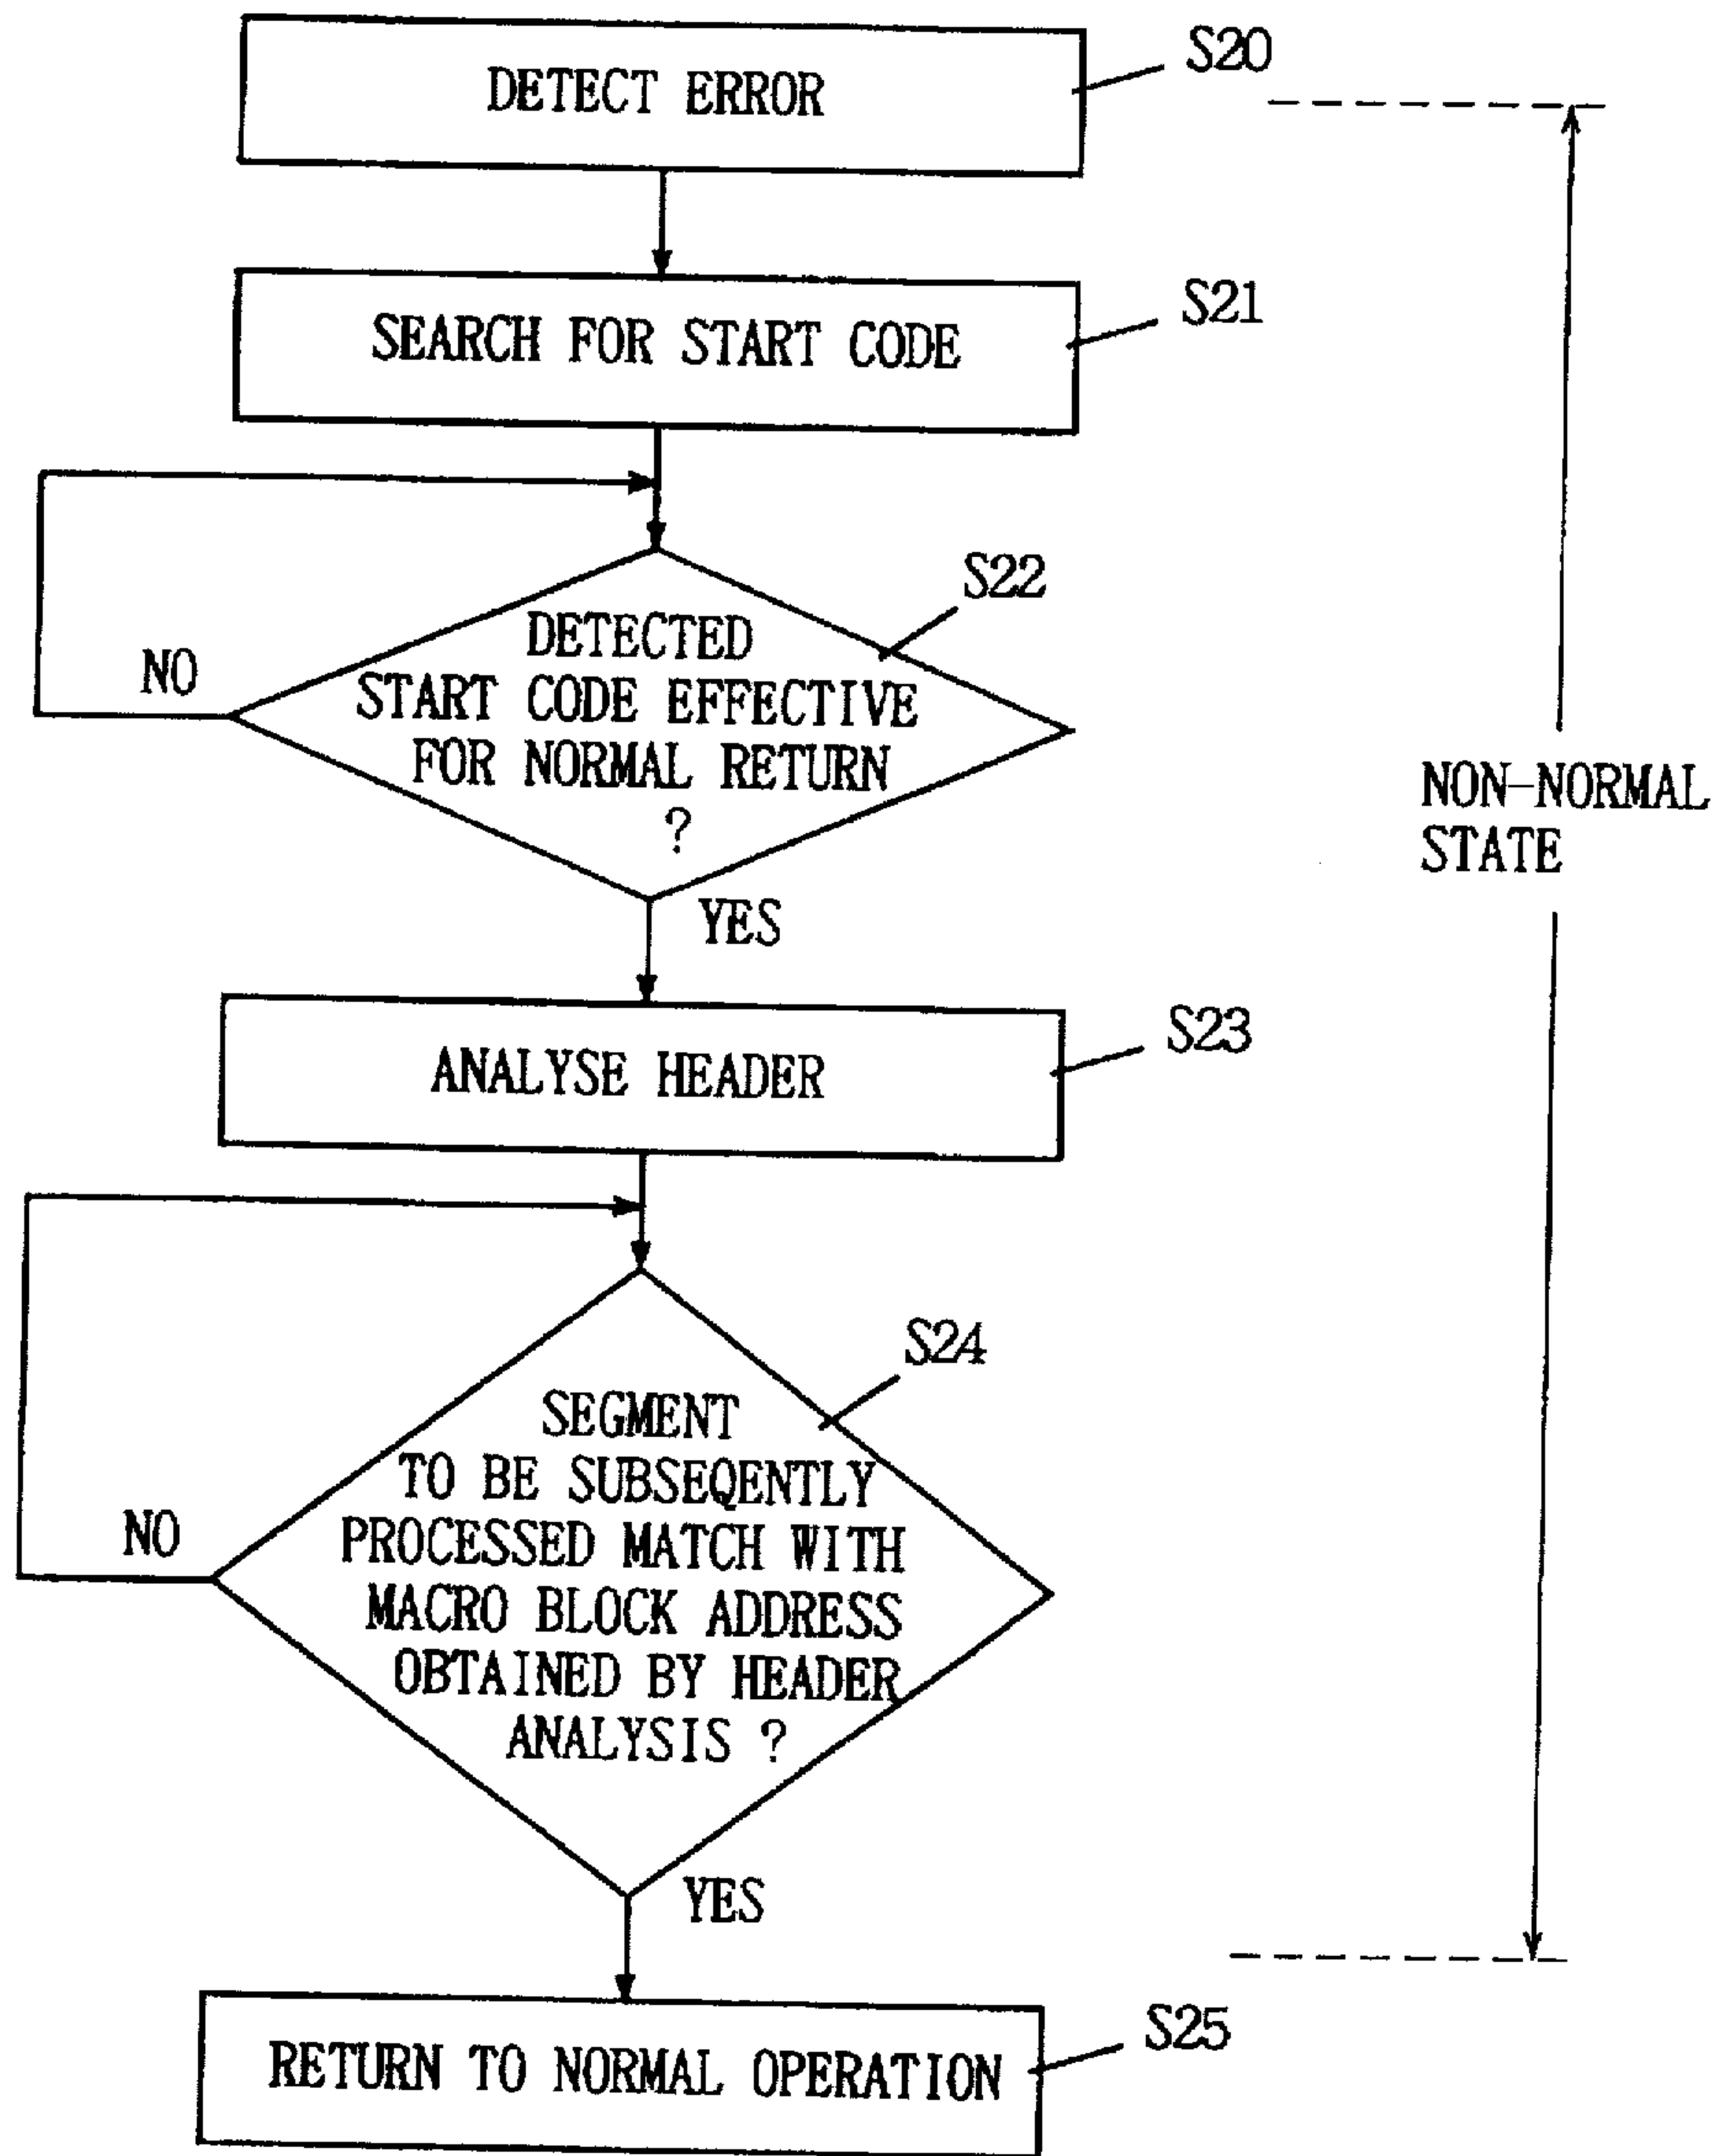 DETECT ERROR
S20
SEARCH FOR START CODE
S21
S22
DETECTED
START CODE EFFECTIVE
FOR NORMAL RETURN
?
NO
YES
NON-NORMAL
STATE
ANALYSE HEADER
S23
S24
SEGMENT
TO BE SUBSEQENTLY
PROCESSED MATCH WITH
MACRO BLOCK ADDRESS
OBTAINED BY HEADER
ANALYSIS ?
NO
YES
RETURN TO NORMAL OPERATION
S25